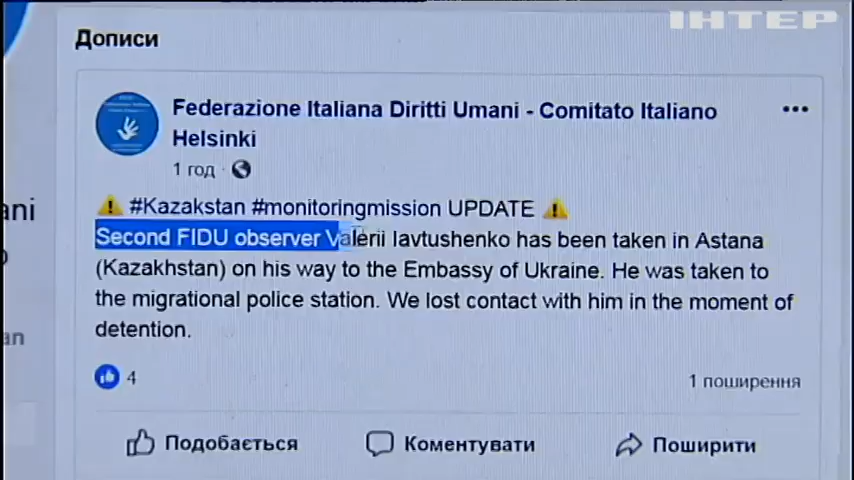 ІНТЕР
Дописи
Federazione Italiana Diritti Umani - Comitato Italiano
Helsinki
1 год ·
#Kazakstan #monitoringmission UPDATE
Second FIDU observer Valerii Iavtushenko has been taken in Astana
(Kazakhstan) on his way to the Embassy of Ukraine. He was taken to
the migrational police station. We lost contact with him in the moment of
detention.
4
1 поширення
Подобається
Коментувати
Поширити